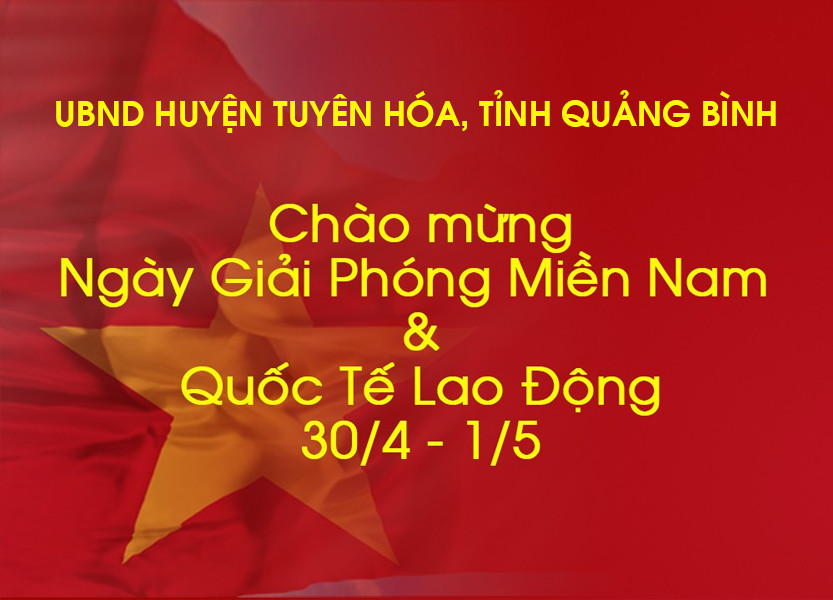 UBND HUYỆN TUYÊN HÓA, TỈNH QUẢNG BÌNH
Chào mừng
Ngày Giải Phóng Miền Nam
&
Quốc Tế Lao Động
30/4 - 1/5